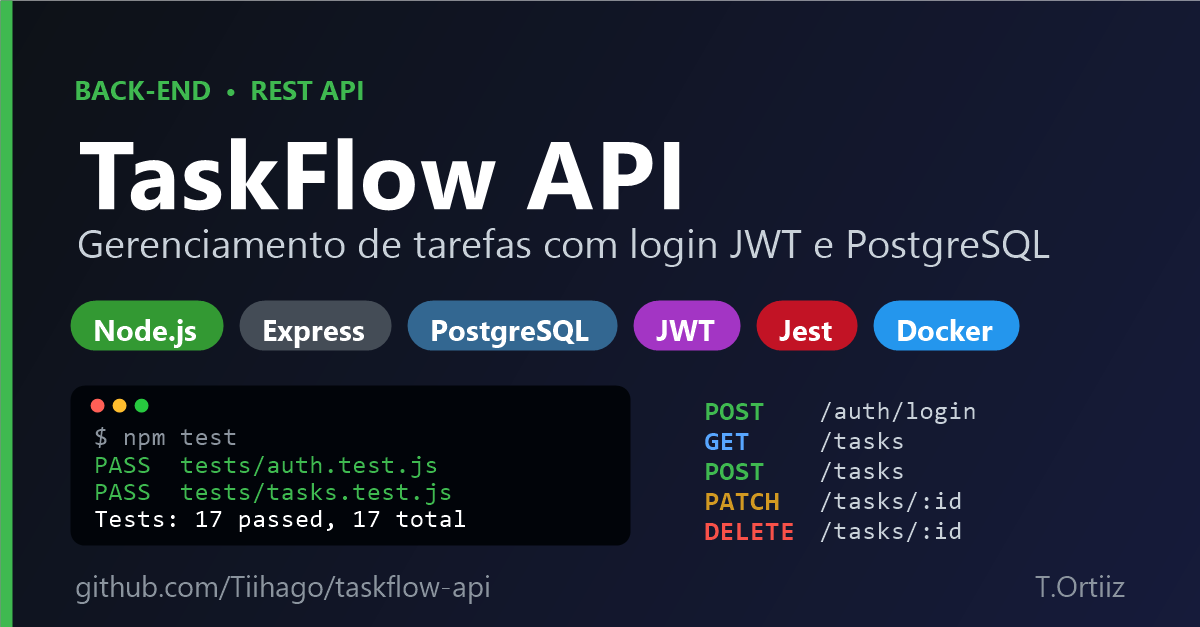 BACK-END • REST API
TaskFlow API
Gerenciamento de tarefas com login JWT e PostgreSQL
Node.js Express PostgreSQL JWT Jest Docker
$ npm test
PASS tests/auth.test.js
PASS tests/tasks.test.js
Tests: 17 passed, 17 total
POST /auth/login
GET /tasks
POST /tasks
PATCH /tasks/:id
DELETE /tasks/:id
github.com/Tiihago/taskflow-api
T.Ortiiz